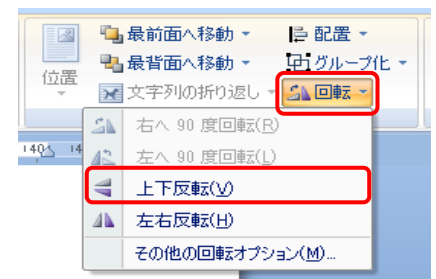 位置
最前面へ移動
最背面へ移動
文字列の折り返し
配置
グループ化
回転
右へ 90 度回転(R)
左へ 90 度回転(L)
上下反転(V)
左右反転(H)
その他の回転オプション(M)...